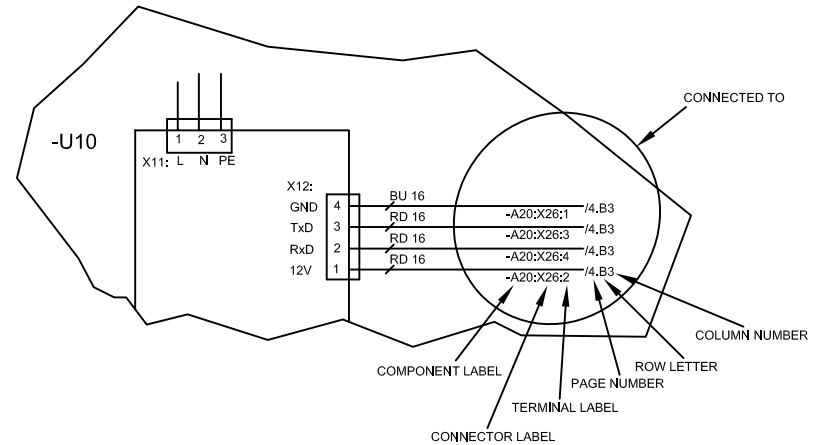 CONNECTED TO
-U10
1 2 3
X11: L N PE
X12:
GND 4 BU 16 /4.B3
-A20:X26:1
TxD 3 RD 16 /4.B3
-A20:X26:3
RxD 2 RD 16 /4.B3
-A20:X26:4
12V 1 RD 16 /4.B3
-A20:X26:2
COLUMN NUMBER
ROW LETTER
COMPONENT LABEL
PAGE NUMBER
TERMINAL LABEL
CONNECTOR LABEL